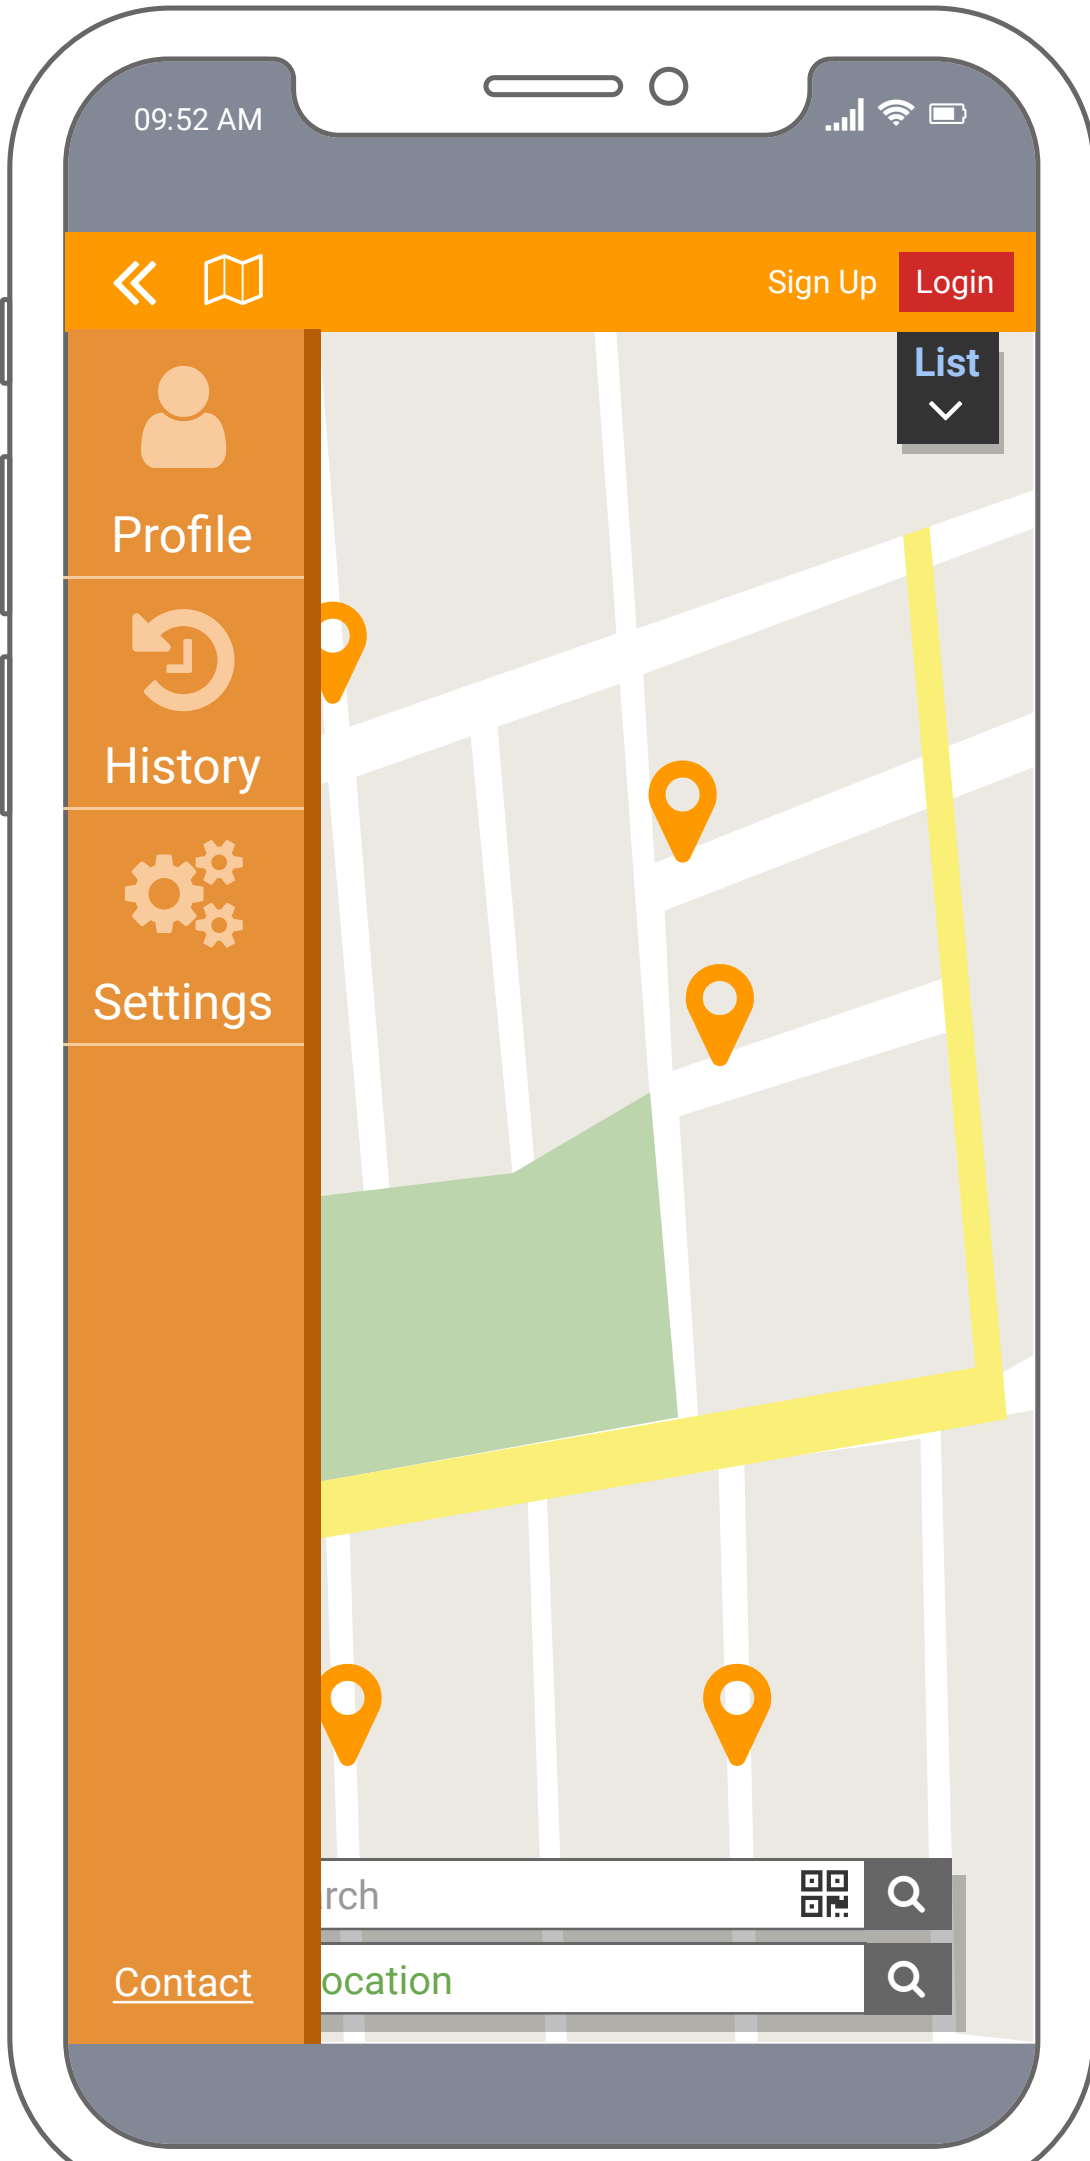 09:52 AM
Sign Up
Login
List
Profile
History
Settings
rch
ocation
Contact